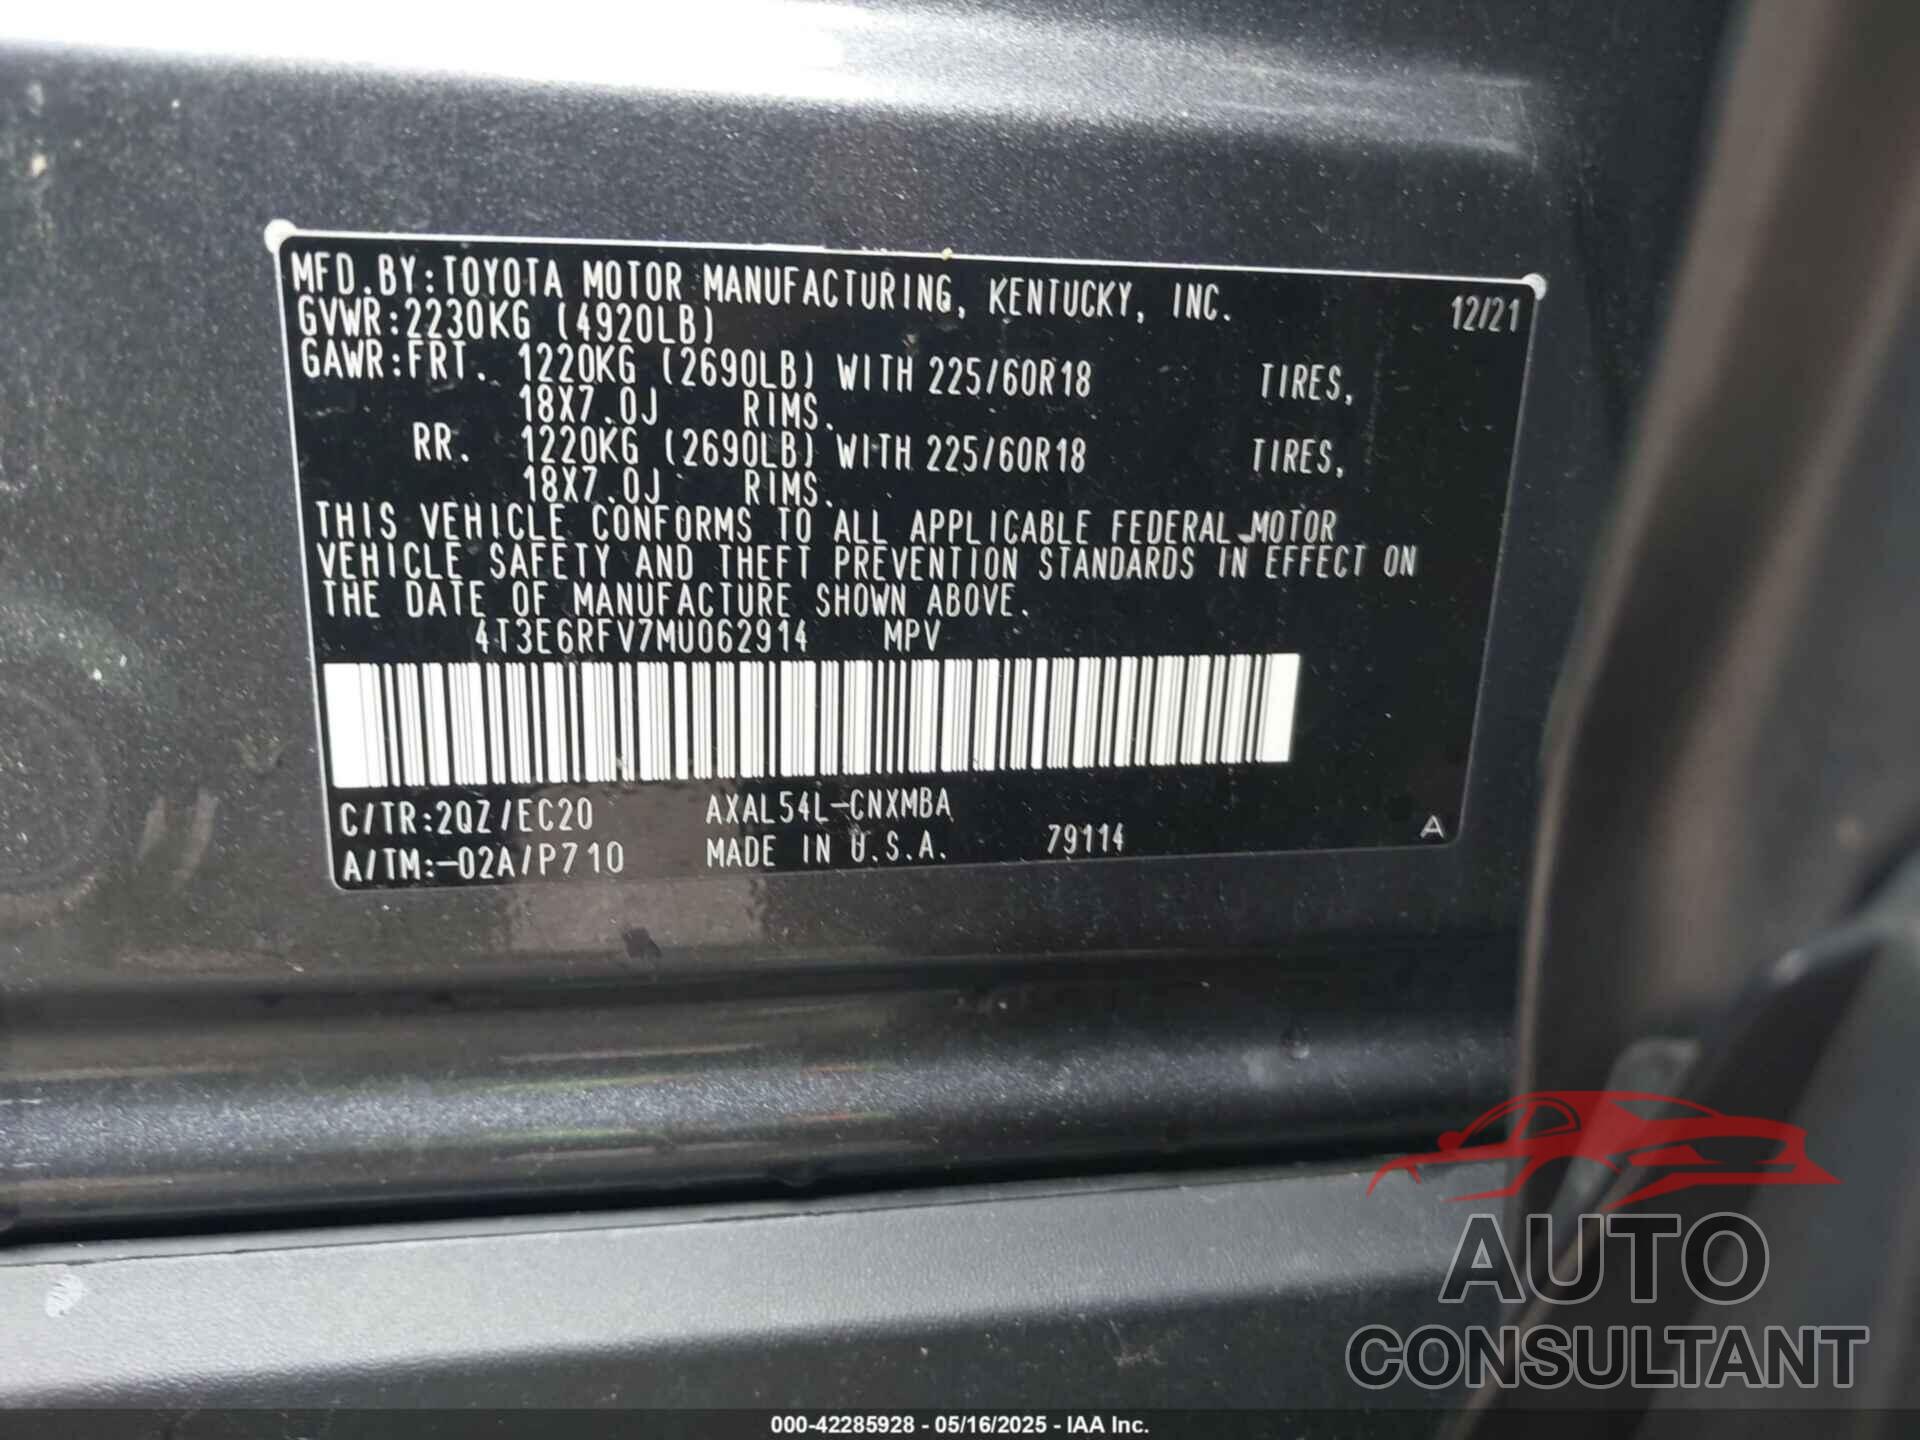 MFD.BY:TOYOTA MOTOR MANUFACTURING, KENTUCKY, INC. 12/21
GVWR:2230KG (4920LB)
GAWR:FRT. 1220KG (2690LB) WITH 225/60R18 TIRES,
18X7.0J RIMS.
RR. 1220KG (2690LB) WITH 225/60R18 TIRES,
18X7.0J RIMS.
THIS VEHICLE CONFORMS TO ALL APPLICABLE FEDERAL MOTOR
VEHICLE SAFETY AND THEFT PREVENTION STANDARDS IN EFFECT ON
THE DATE OF MANUFACTURE SHOWN ABOVE.
4T3E6RFV7MU062914 MPV
C/TR:2QZ/EC20 AXAL54L-CNXMBA
A/TM:-02A/P710 MADE IN U.S.A. 79114 A
AUTO
CONSULTANT
000-42285928 - 05/16/2025 - IAA Inc.